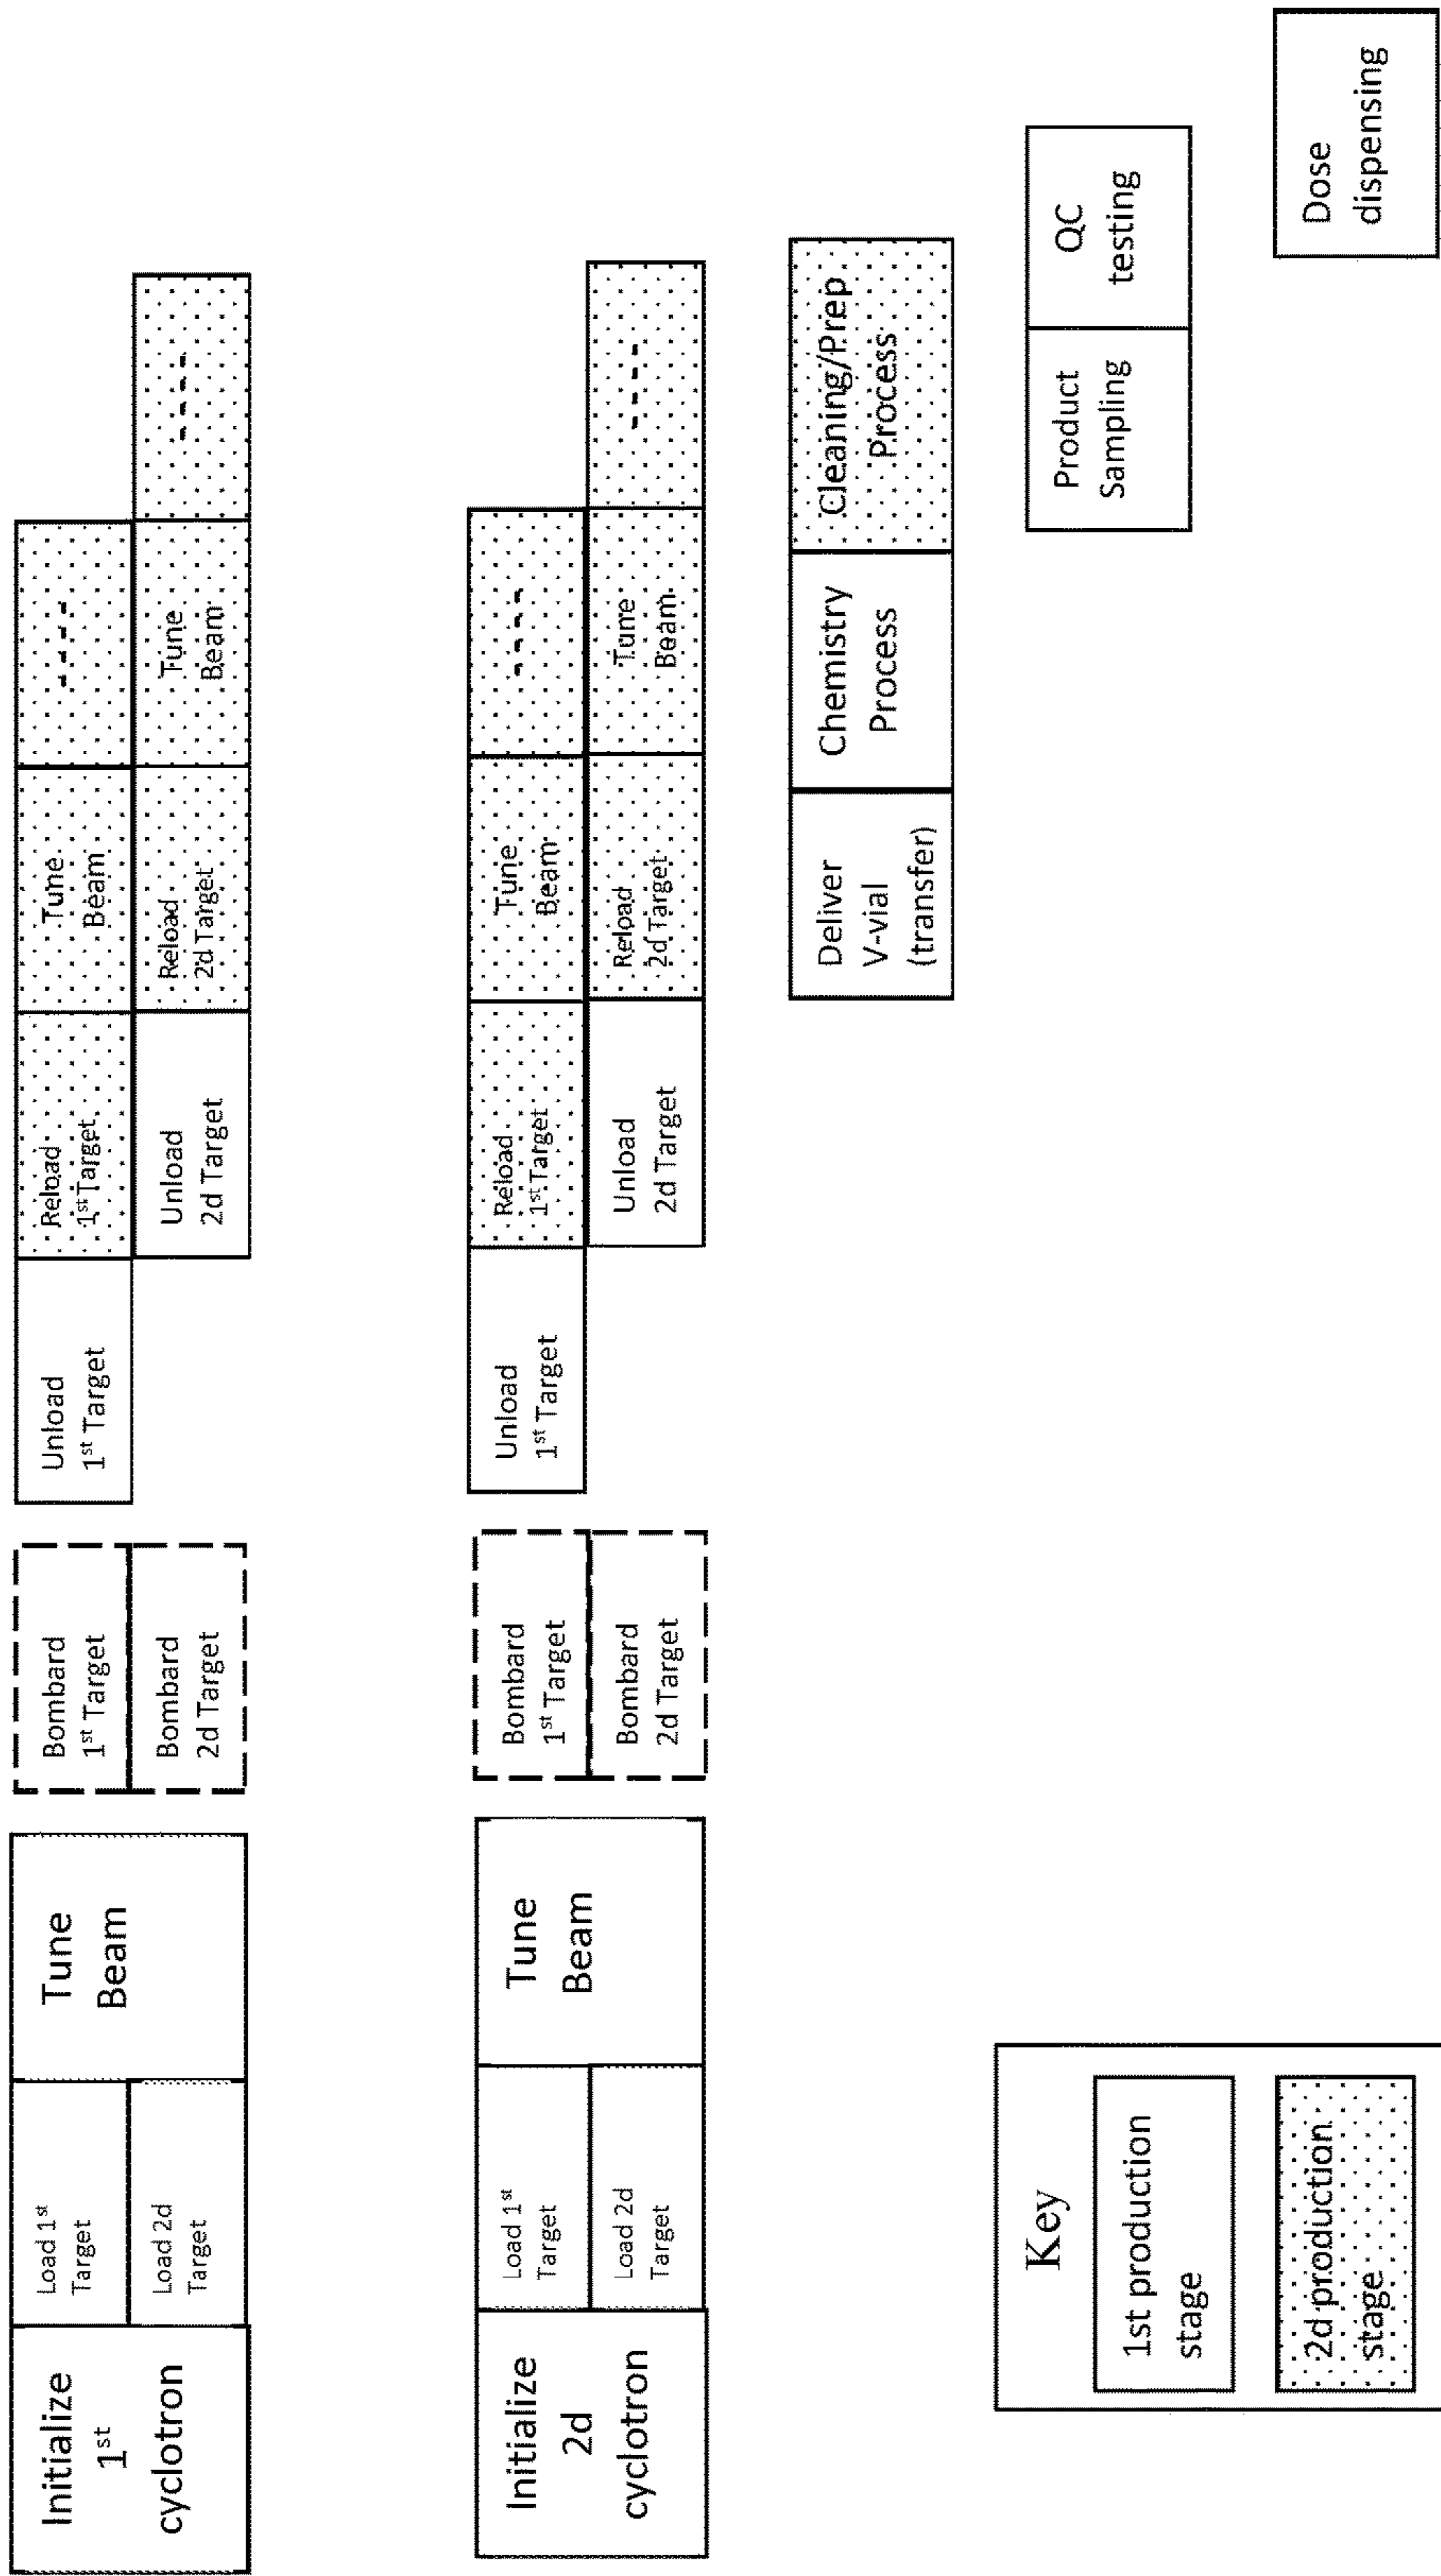 Initialize
1st
cyclotron
Load 1st
Target
Load 2d
Target
Tune
Beam
Bombard
1st Target
Bombard
2d Target
Unload
1st Target
Reload
1st Target
Tune
Beam
----
Unload
2d Target
Reload
2d Target
Tune
Beam
----
Initialize
2d
cyclotron
Load 1st
Target
Load 2d
Target
Tune
Beam
Bombard
1st Target
Bombard
2d Target
Unload
1st Target
Reload
1st Target
Tune
Beam
----
Unload
2d Target
Reload
2d Target
Tune
Beam
----
Deliver
V-vial
(transfer)
Chemistry
Process
Cleaning/Prep
Process
Product
Sampling
QC
testing
Dose
dispensing
Key
1st production
stage
2d production
stage